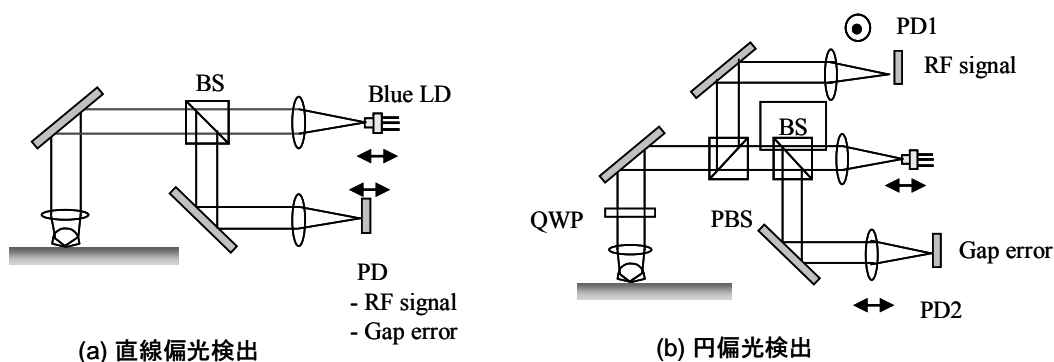 BS
Blue LD
PD
- RF signal
- Gap error
(a) 直線偏光検出
PD1
RF signal
BS
QWP
PBS
Gap error
PD2
(b) 円偏光検出